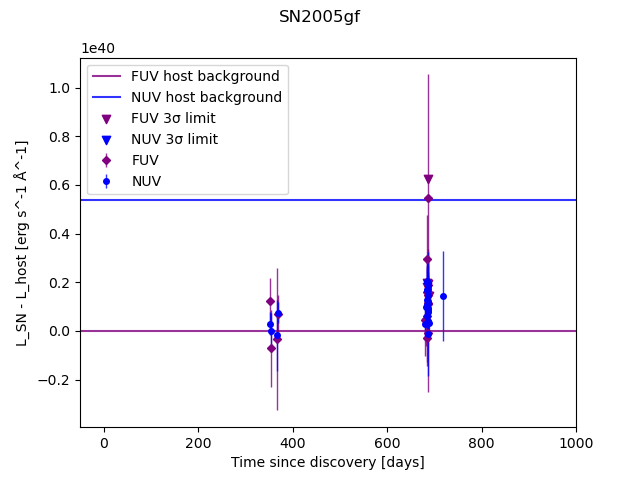 SN2005gf
1e40
FUV host background
NUV host background
FUV 3σ limit
NUV 3σ limit
FUV
NUV
L_SN - L_host [erg s^-1 Å^-1]
1.0
0.8
0.6
0.4
0.2
0.0
−0.2
0 200 400 600 800 1000
Time since discovery [days]